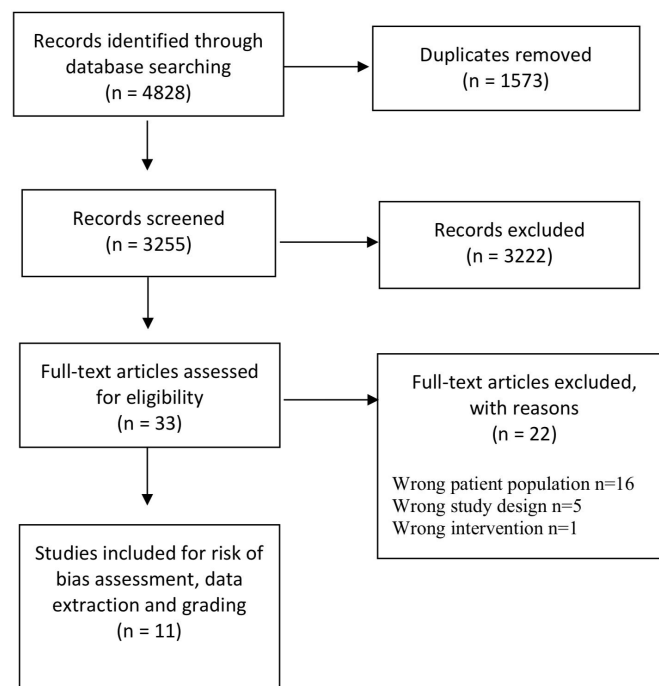 Records identified through
database searching
(n = 4828)
Duplicates removed
(n = 1573)
Records screened
(n = 3255)
Records excluded
(n = 3222)
Full-text articles assessed
for eligibility
(n = 33)
Full-text articles excluded,
with reasons
(n = 22)
Wrong patient population n=16
Wrong study design n=5
Wrong intervention n=1
Studies included for risk of
bias assessment, data
extraction and grading
(n = 11)